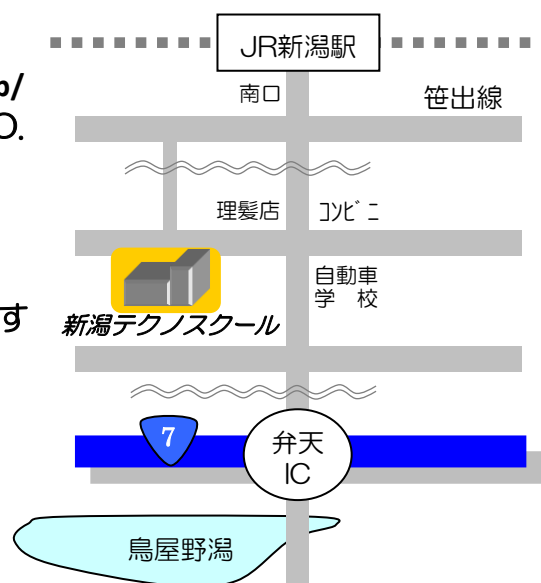 JR新潟駅
p/
南口
笹出線
O.
理髪店
コンビニ
自動車
学 校
す
新潟テクノスクール
7
弁天
IC
鳥屋野潟